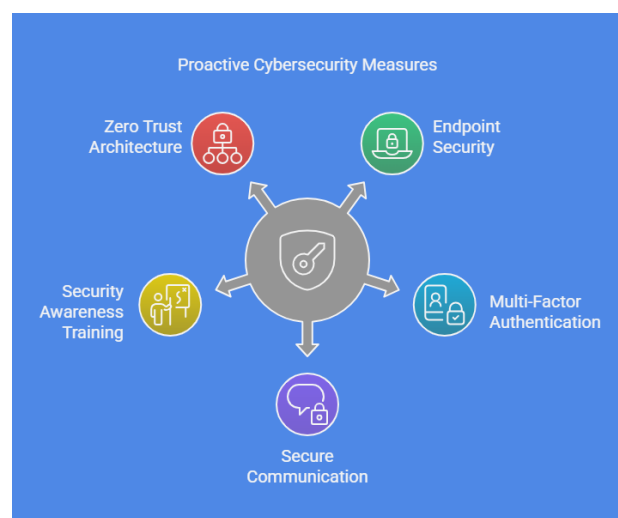 Proactive Cybersecurity Measures
Zero Trust
Architecture
Endpoint
Security
Security
Awareness
Training
Multi-Factor
Authentication
Secure
Communication